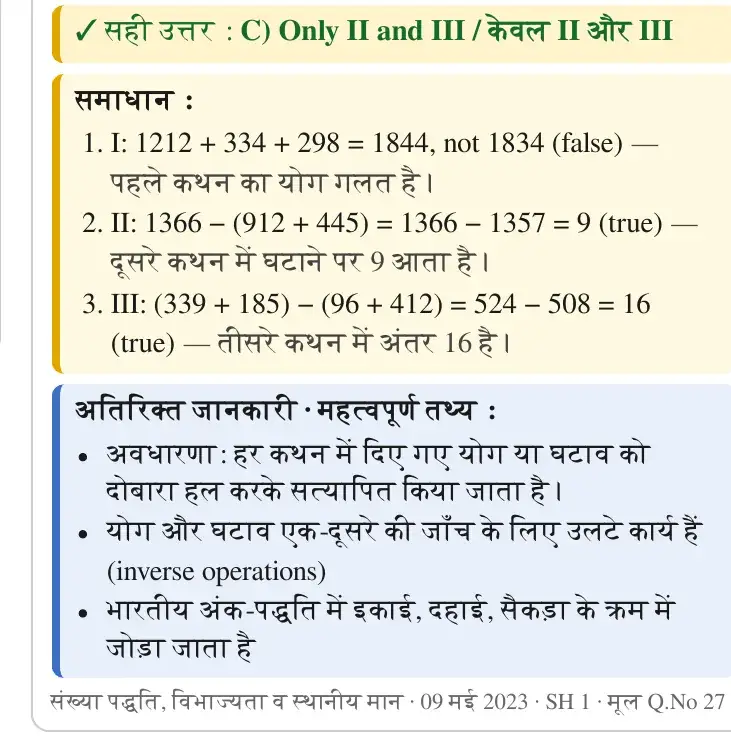 ✓ सही उत्तर : C) Only II and III / केवल II और III
समाधान :
1. I: 1212 + 334 + 298 = 1844, not 1834 (false) —
पहले कथन का योग गलत है।
2. II: 1366 − (912 + 445) = 1366 − 1357 = 9 (true) —
दूसरे कथन में घटाने पर 9 आता है।
3. III: (339 + 185) − (96 + 412) = 524 − 508 = 16
(true) — तीसरे कथन में अंतर 16 है।
अतिरिक्त जानकारी · महत्वपूर्ण तथ्य :
• अवधारणा : हर कथन में दिए गए योग या घटाव को
दोबारा हल करके सत्यापित किया जाता है।
• योग और घटाव एक-दूसरे की जाँच के लिए उलटे कार्य हैं
(inverse operations)
• भारतीय अंक-पद्धति में इकाई, दहाई, सैकड़ा के क्रम में
जोड़ा जाता है
संख्या पद्धति, विभाज्यता व स्थानीय मान · 09 मई 2023 · SH 1 · मूल Q.No 27